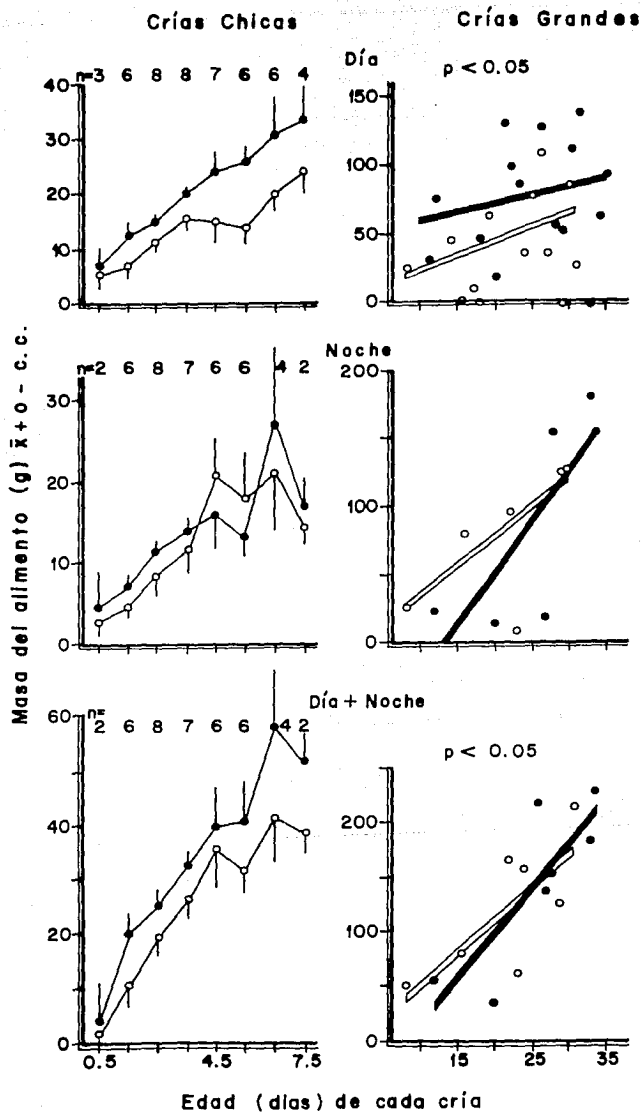 Crías Chicas
Crías Grandes
Día
n=3 6 8 8 7 6 6 4
p < 0.05
40
30
20
10
0
150
100
50
0
Masa del alimento (g) x̄ + o - c.c.
Noche
n=2 6 8 8 6 6 4 2
30
20
10
0
200
100
0
Día + Noche
n=
2 6 8 7 6 6 4 2
p < 0.05
60
40
20
0
200
100
0
0.5 4.5 7.5
15 25 35
Edad (dias) de cada cría